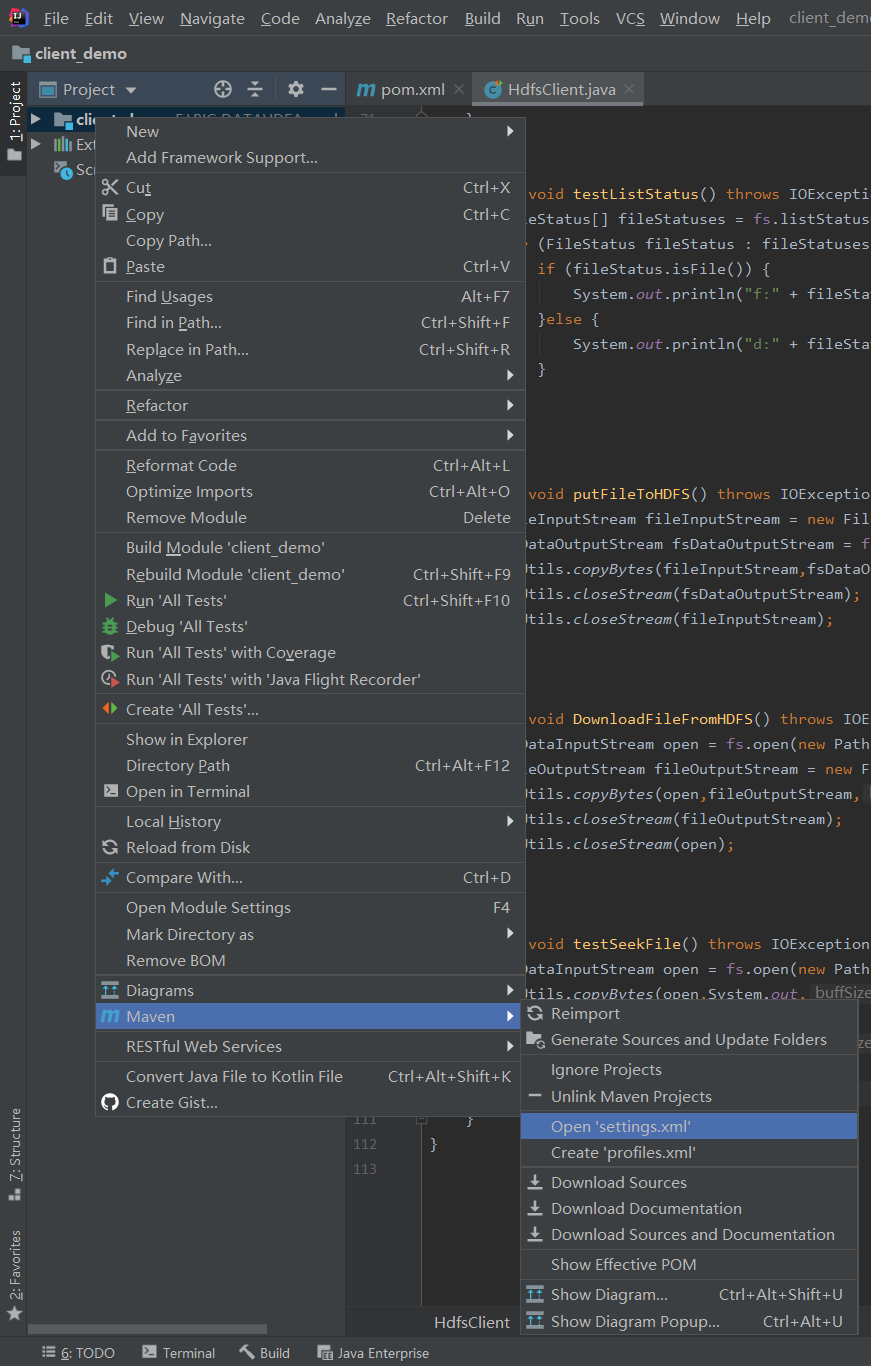 File Edit View Navigate Code Analyze Refactor Build Run Tools VCS Window Help client_demo
client_demo
1: Project
Project
pom.xml
HdfsClient.java
New
Add Framework Support...
Cut Ctrl+X
Copy Ctrl+C
Copy Path...
Paste Ctrl+V
Find Usages Alt+F7
Find in Path... Ctrl+Shift+F
Replace in Path... Ctrl+Shift+R
Analyze
Refactor
Add to Favorites
Reformat Code Ctrl+Alt+L
Optimize Imports Ctrl+Alt+O
Remove Module Delete
Build Module 'client_demo'
Rebuild Module 'client_demo' Ctrl+Shift+F9
Run 'All Tests' Ctrl+Shift+F10
Debug 'All Tests'
Run 'All Tests' with Coverage
Run 'All Tests' with 'Java Flight Recorder'
Create 'All Tests'...
Show in Explorer
Directory Path Ctrl+Alt+F12
Open in Terminal
Local History
Reload from Disk
Compare With... Ctrl+D
Open Module Settings F4
Mark Directory as
Remove BOM
Diagrams
Maven
RESTful Web Services
Convert Java File to Kotlin File Ctrl+Alt+Shift+K
Create Gist...
void testListStatus() throws IOExceptio
eStatus[] fileStatuses = fs.listStatus
(FileStatus fileStatus : fileStatuses
if (fileStatus.isFile()) {
System.out.println("f:" + fileSta
}else {
System.out.println("d:" + fileSta
}
void putFileToHDFS() throws IOExceptio
eInputStream fileInputStream = new Fil
DataOutputStream fsDataOutputStream = f
Utils.copyBytes(fileInputStream,fsDataO
Utils.closeStream(fsDataOutputStream);
Utils.closeStream(fileInputStream);
void DownloadFileFromHDFS() throws IOE
DataInputStream open = fs.open(new Path
eOutputStream fileOutputStream = new F
Utils.copyBytes(open,fileOutputStream,
Utils.closeStream(fileOutputStream);
Utils.closeStream(open);
void testSeekFile() throws IOException
DataInputStream open = fs.open(new Path
Utils.copyBytes(open,System.out, buffSize
Reimport
Generate Sources and Update Folders
Ignore Projects
Unlink Maven Projects
Open 'settings.xml'
Create 'profiles.xml'
Download Sources
Download Documentation
Download Sources and Documentation
Show Effective POM
Show Diagram... Ctrl+Alt+Shift+U
Show Diagram Popup... Ctrl+Alt+U
111 }
112 }
113
7: Structure
2: Favorites
HdfsClient
6: TODO Terminal Build Java Enterprise